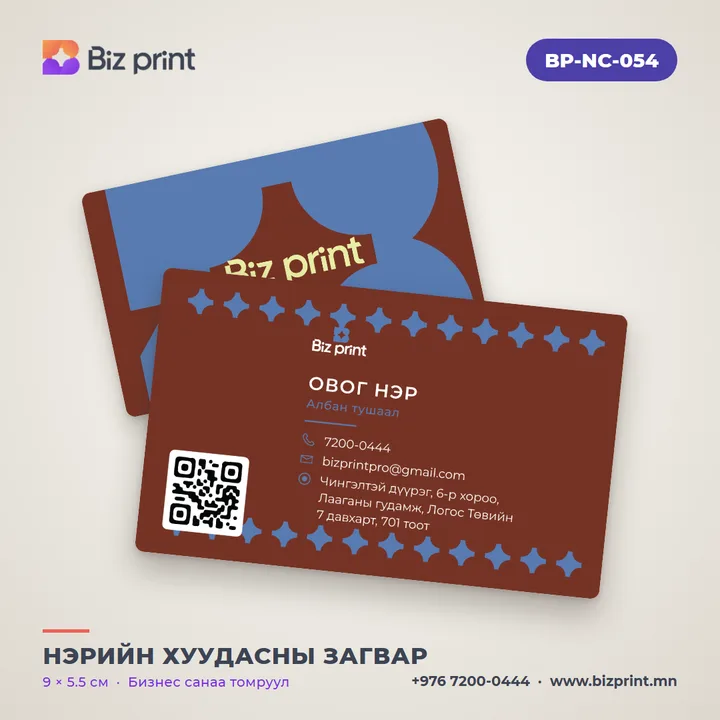 Biz print
BP-NC-054
Biz print
Biz print
ОВОГ НЭР
Албан тушаал
7200-0444
bizprintpro@gmail.com
Чингэлтэй дүүрэг, 6-р хороо,
Лааганы гудамж, Логос Төвийн
7 давхарт, 701 тоот
НЭРИЙН ХУУДАСНЫ ЗАГВАР
9 × 5.5 см · Бизнес санаа томруул
+976 7200-0444 · www.bizprint.mn